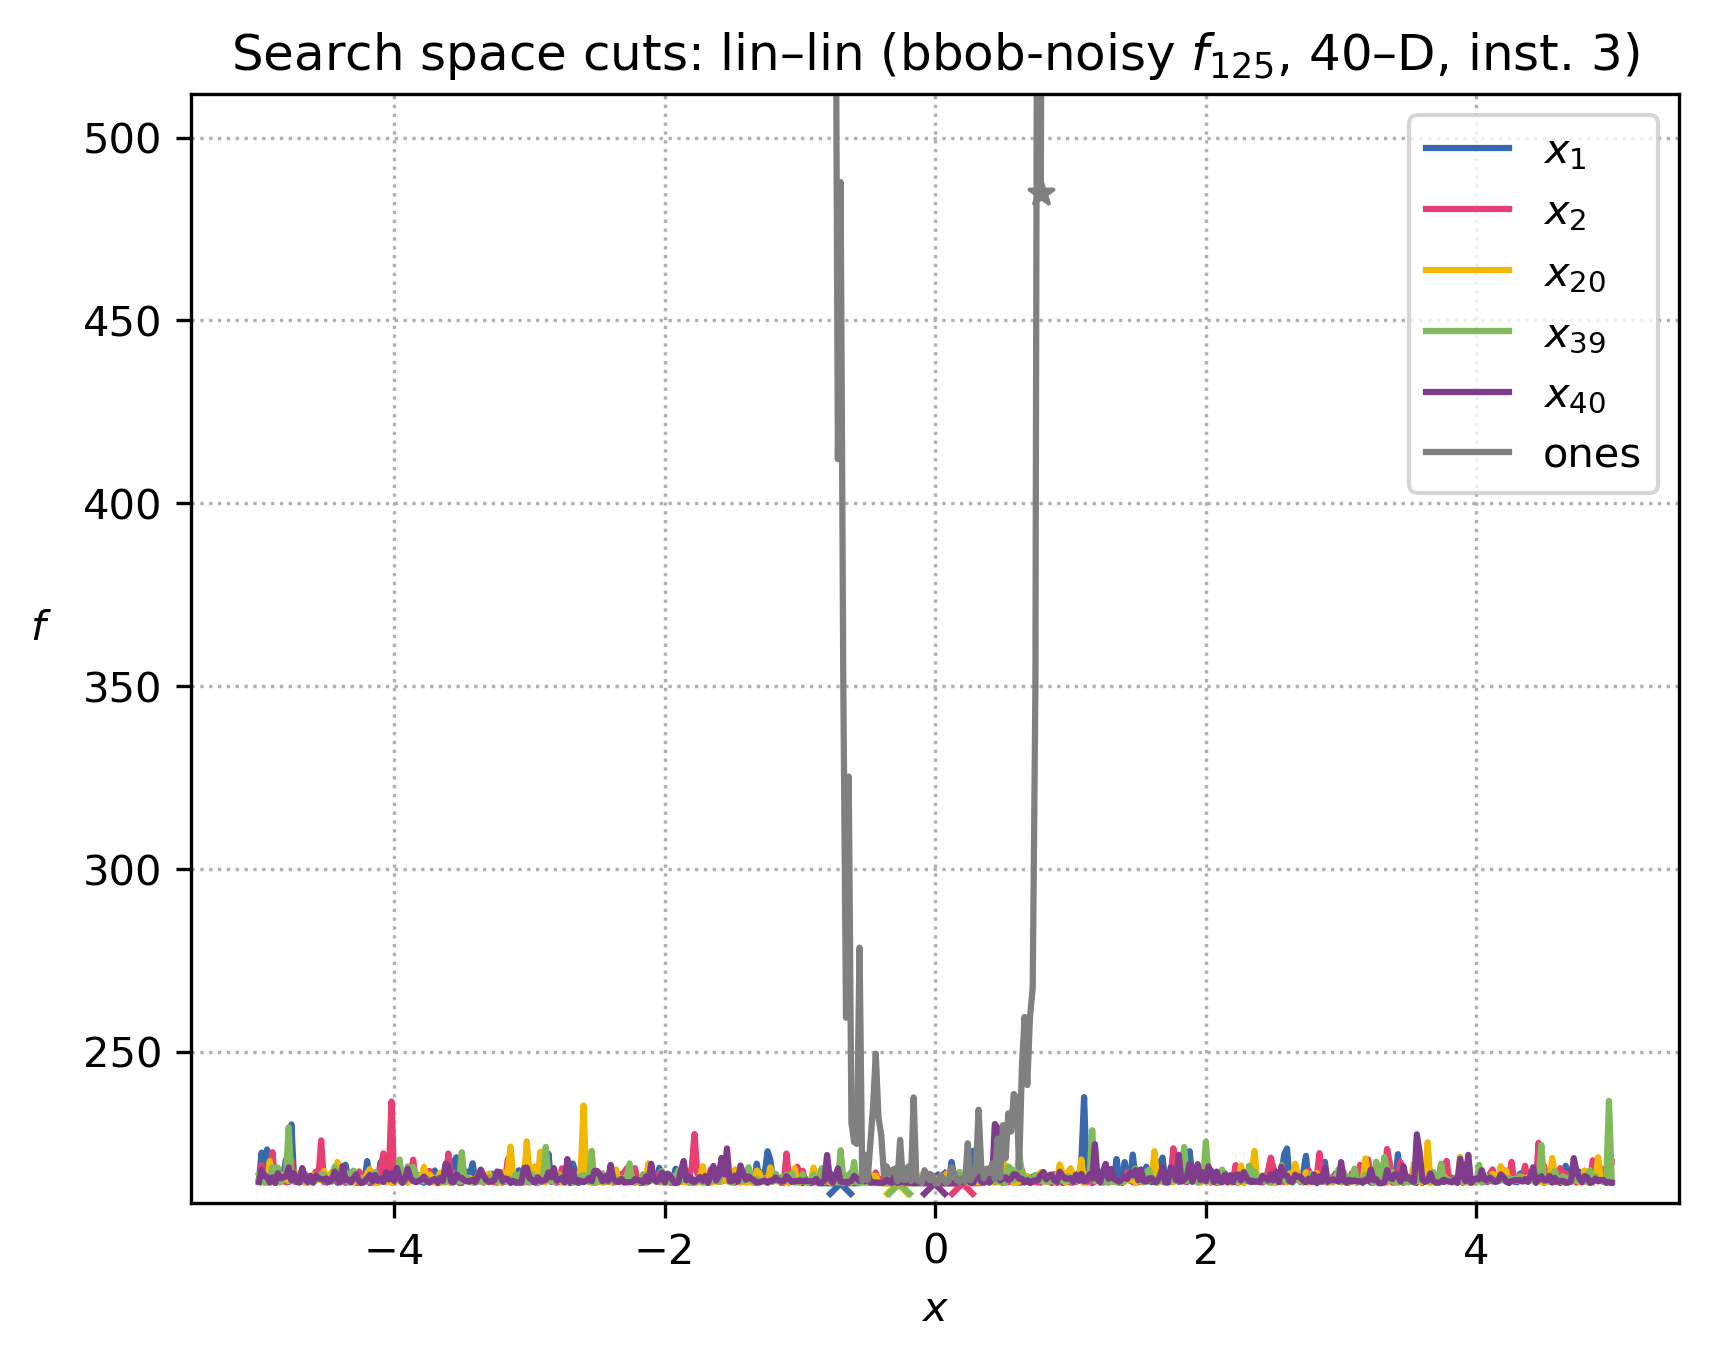 Search space cuts: lin–lin (bbob-noisy f₁₂₅, 40–D, inst. 3)
500
450
400
350
300
250
f
x₁
x₂
x₂₀
x₃₉
x₄₀
ones
−4 −2 0 2 4
x